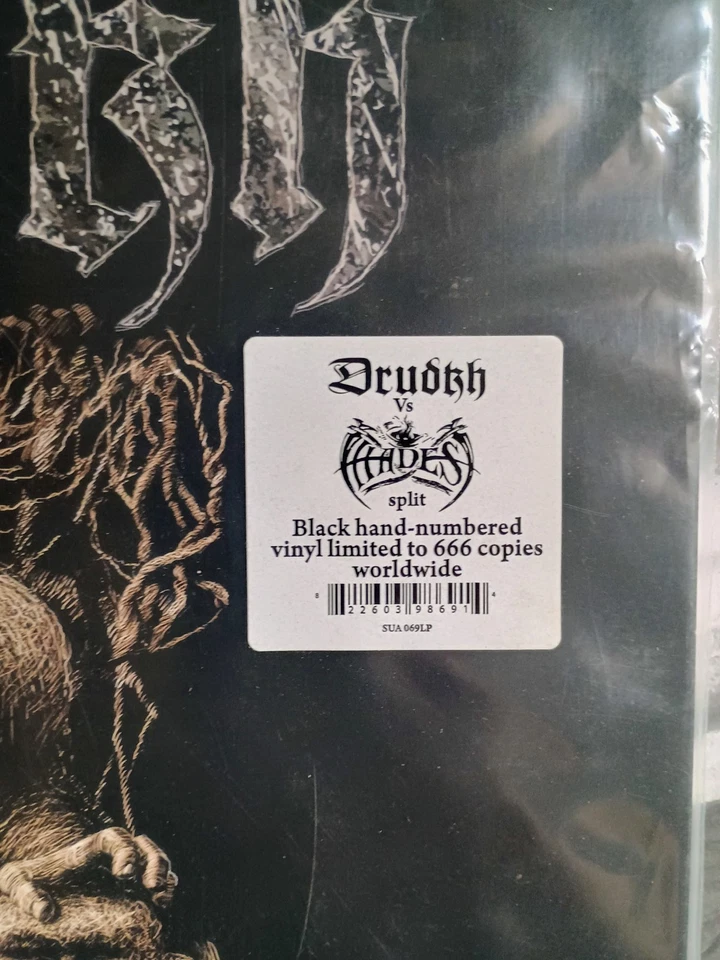 kh
Drudkh
Vs
HADES
split
Black hand-numbered
vinyl limited to 666 copies
worldwide
8 22603 98691 4
SUA 069LP